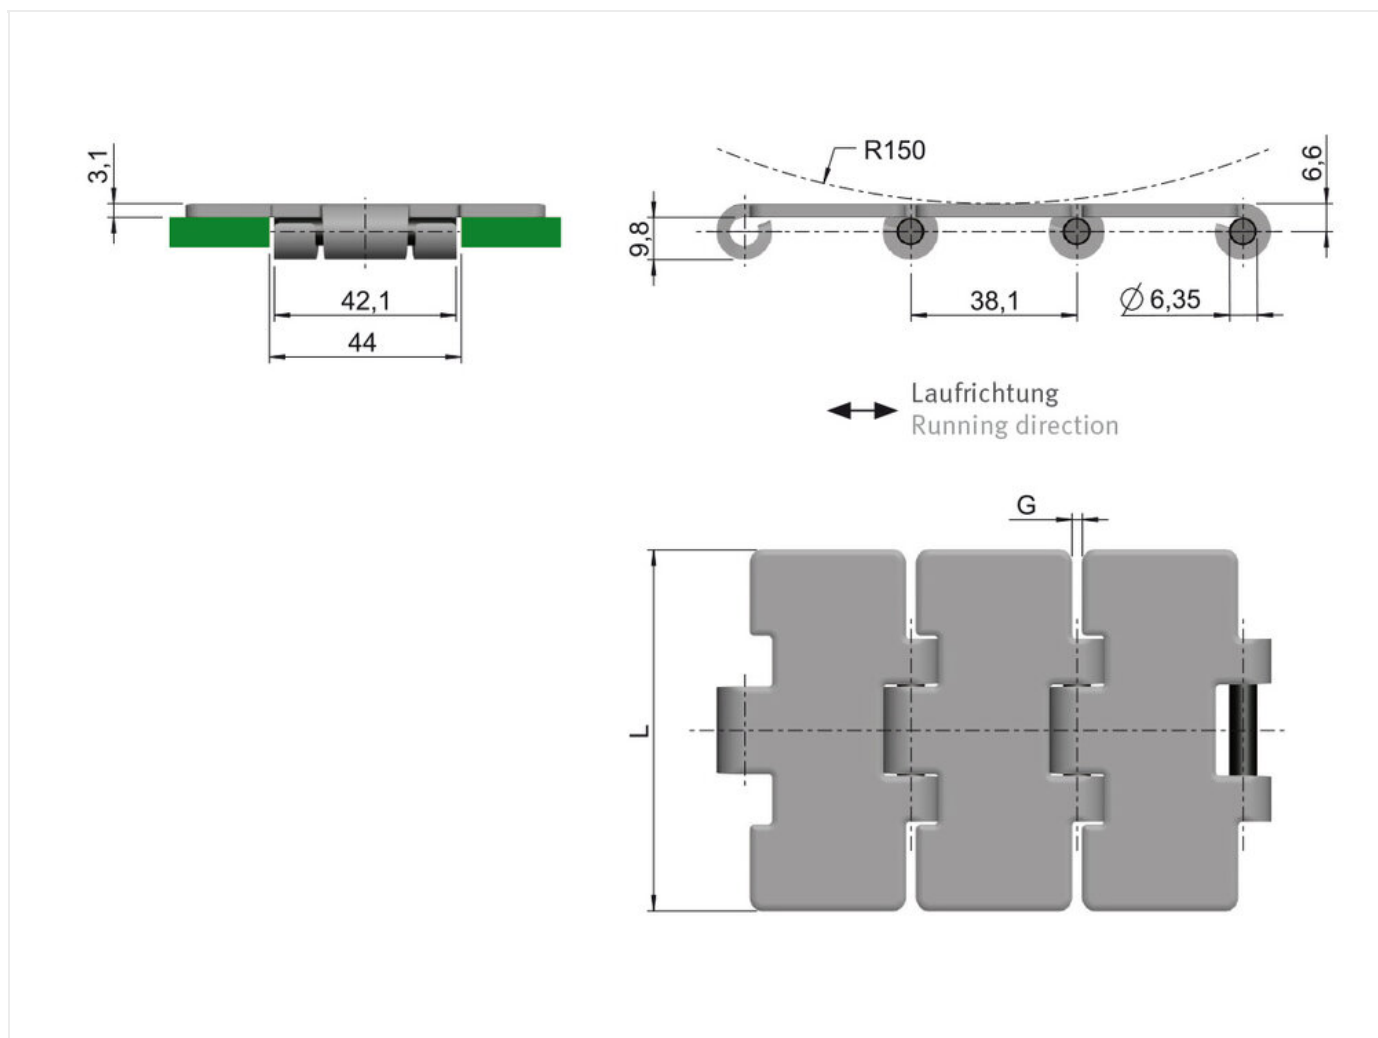 3,1
42,1
44
R150
6,6
9,8
38,1
∅ 6,35
Laufrichtung
Running direction
G
L